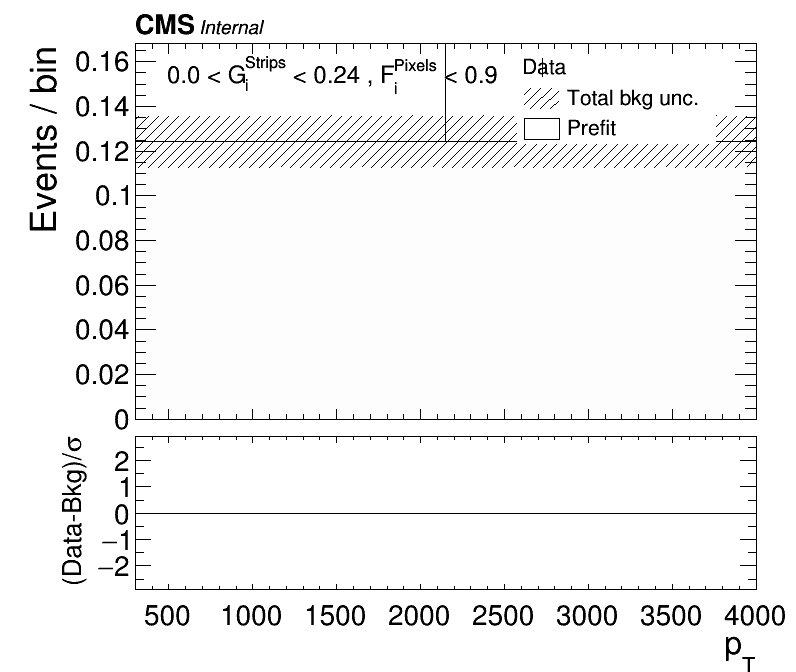 CMS Internal
0.0 < G_i^Strips < 0.24 , F_i^Pixels < 0.9
Data
Total bkg unc.
Prefit
Events / bin
0.16
0.14
0.12
0.1
0.08
0.06
0.04
0.02
0
(Data-Bkg)/σ
2
1
0
−1
−2
500 1000 1500 2000 2500 3000 3500 4000
p_T